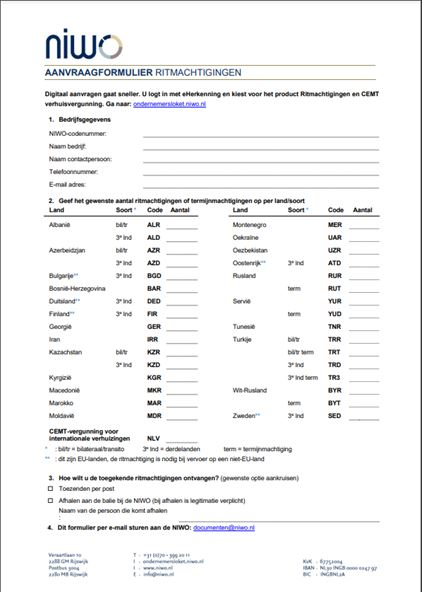 niwo
AANVRAAGFORMULIER RITMACHTIGINGEN
Digitaal aanvragen gaat sneller. U logt in met eHerkenning en kiest voor het product Ritmachtigingen en CEMT
verhuisvergunning. Ga naar: ondernemersloket.niwo.nl
1. Bedrijfsgegevens
NIWO-codenummer:
Naam bedrijf:
Naam contactpersoon:
Telefoonnummer:
E-mail adres:
2. Geef het gewenste aantal ritmachtigingen of termijnmachtigingen op per land/soort
Land Soort * Code Aantal Land Soort * Code Aantal
Albanië bil/tr ALR Montenegro MER
3e lnd ALD Oekraïne UAR
Azerbeidzjan bil/tr AZR Oezbekistan UZR
3e lnd AZD Oostenrijk** 3e lnd ATD
Bulgarije** 3e lnd BGD Rusland RUR
Bosnië-Herzegovina BAR term RUT
Duitsland** 3e lnd DED Servië YUR
Finland** 3e lnd FIR term YUD
Georgië GER Tunesië TNR
Iran IRR Turkije bil/tr TRR
Kazachstan bil/tr KZR bil/tr term TRT
3e lnd KZD 3e lnd TRD
Kyrgizië KGR 3e lnd term TR3
Macedonië MKR Wit-Rusland BYR
Marokko MAR term BYT
Moldavië MDR Zweden** 3e lnd SED
CEMT-vergunning voor
internationale verhuizingen NLV
* : bil/tr = bilateraal/transito 3e lnd = derdelanden term = termijnmachtiging
** : dit zijn EU-landen, de ritmachtiging is nodig bij vervoer op een niet-EU-land
3. Hoe wilt u de toegekende ritmachtigingen ontvangen? (gewenste optie aankruisen)
Toezenden per post
Afhalen aan de balie bij de NIWO (bij afhalen is legitimatie verplicht)
Naam van de persoon die komt afhalen
:
4. Dit formulier per e-mail sturen aan de NIWO: documenten@niwo.nl
Veraartlaan 10 T - +31 (0)70 - 399 20 11 KvK - 87752004
2288 GM Rijswijk I - ondernemersloket.niwo.nl IBAN - NL30 INGB 0000 0247 97
Postbus 3004 I - www.niwo.nl BIC - INGBNL2A
2280 MB Rijswijk E - info@niwo.nl